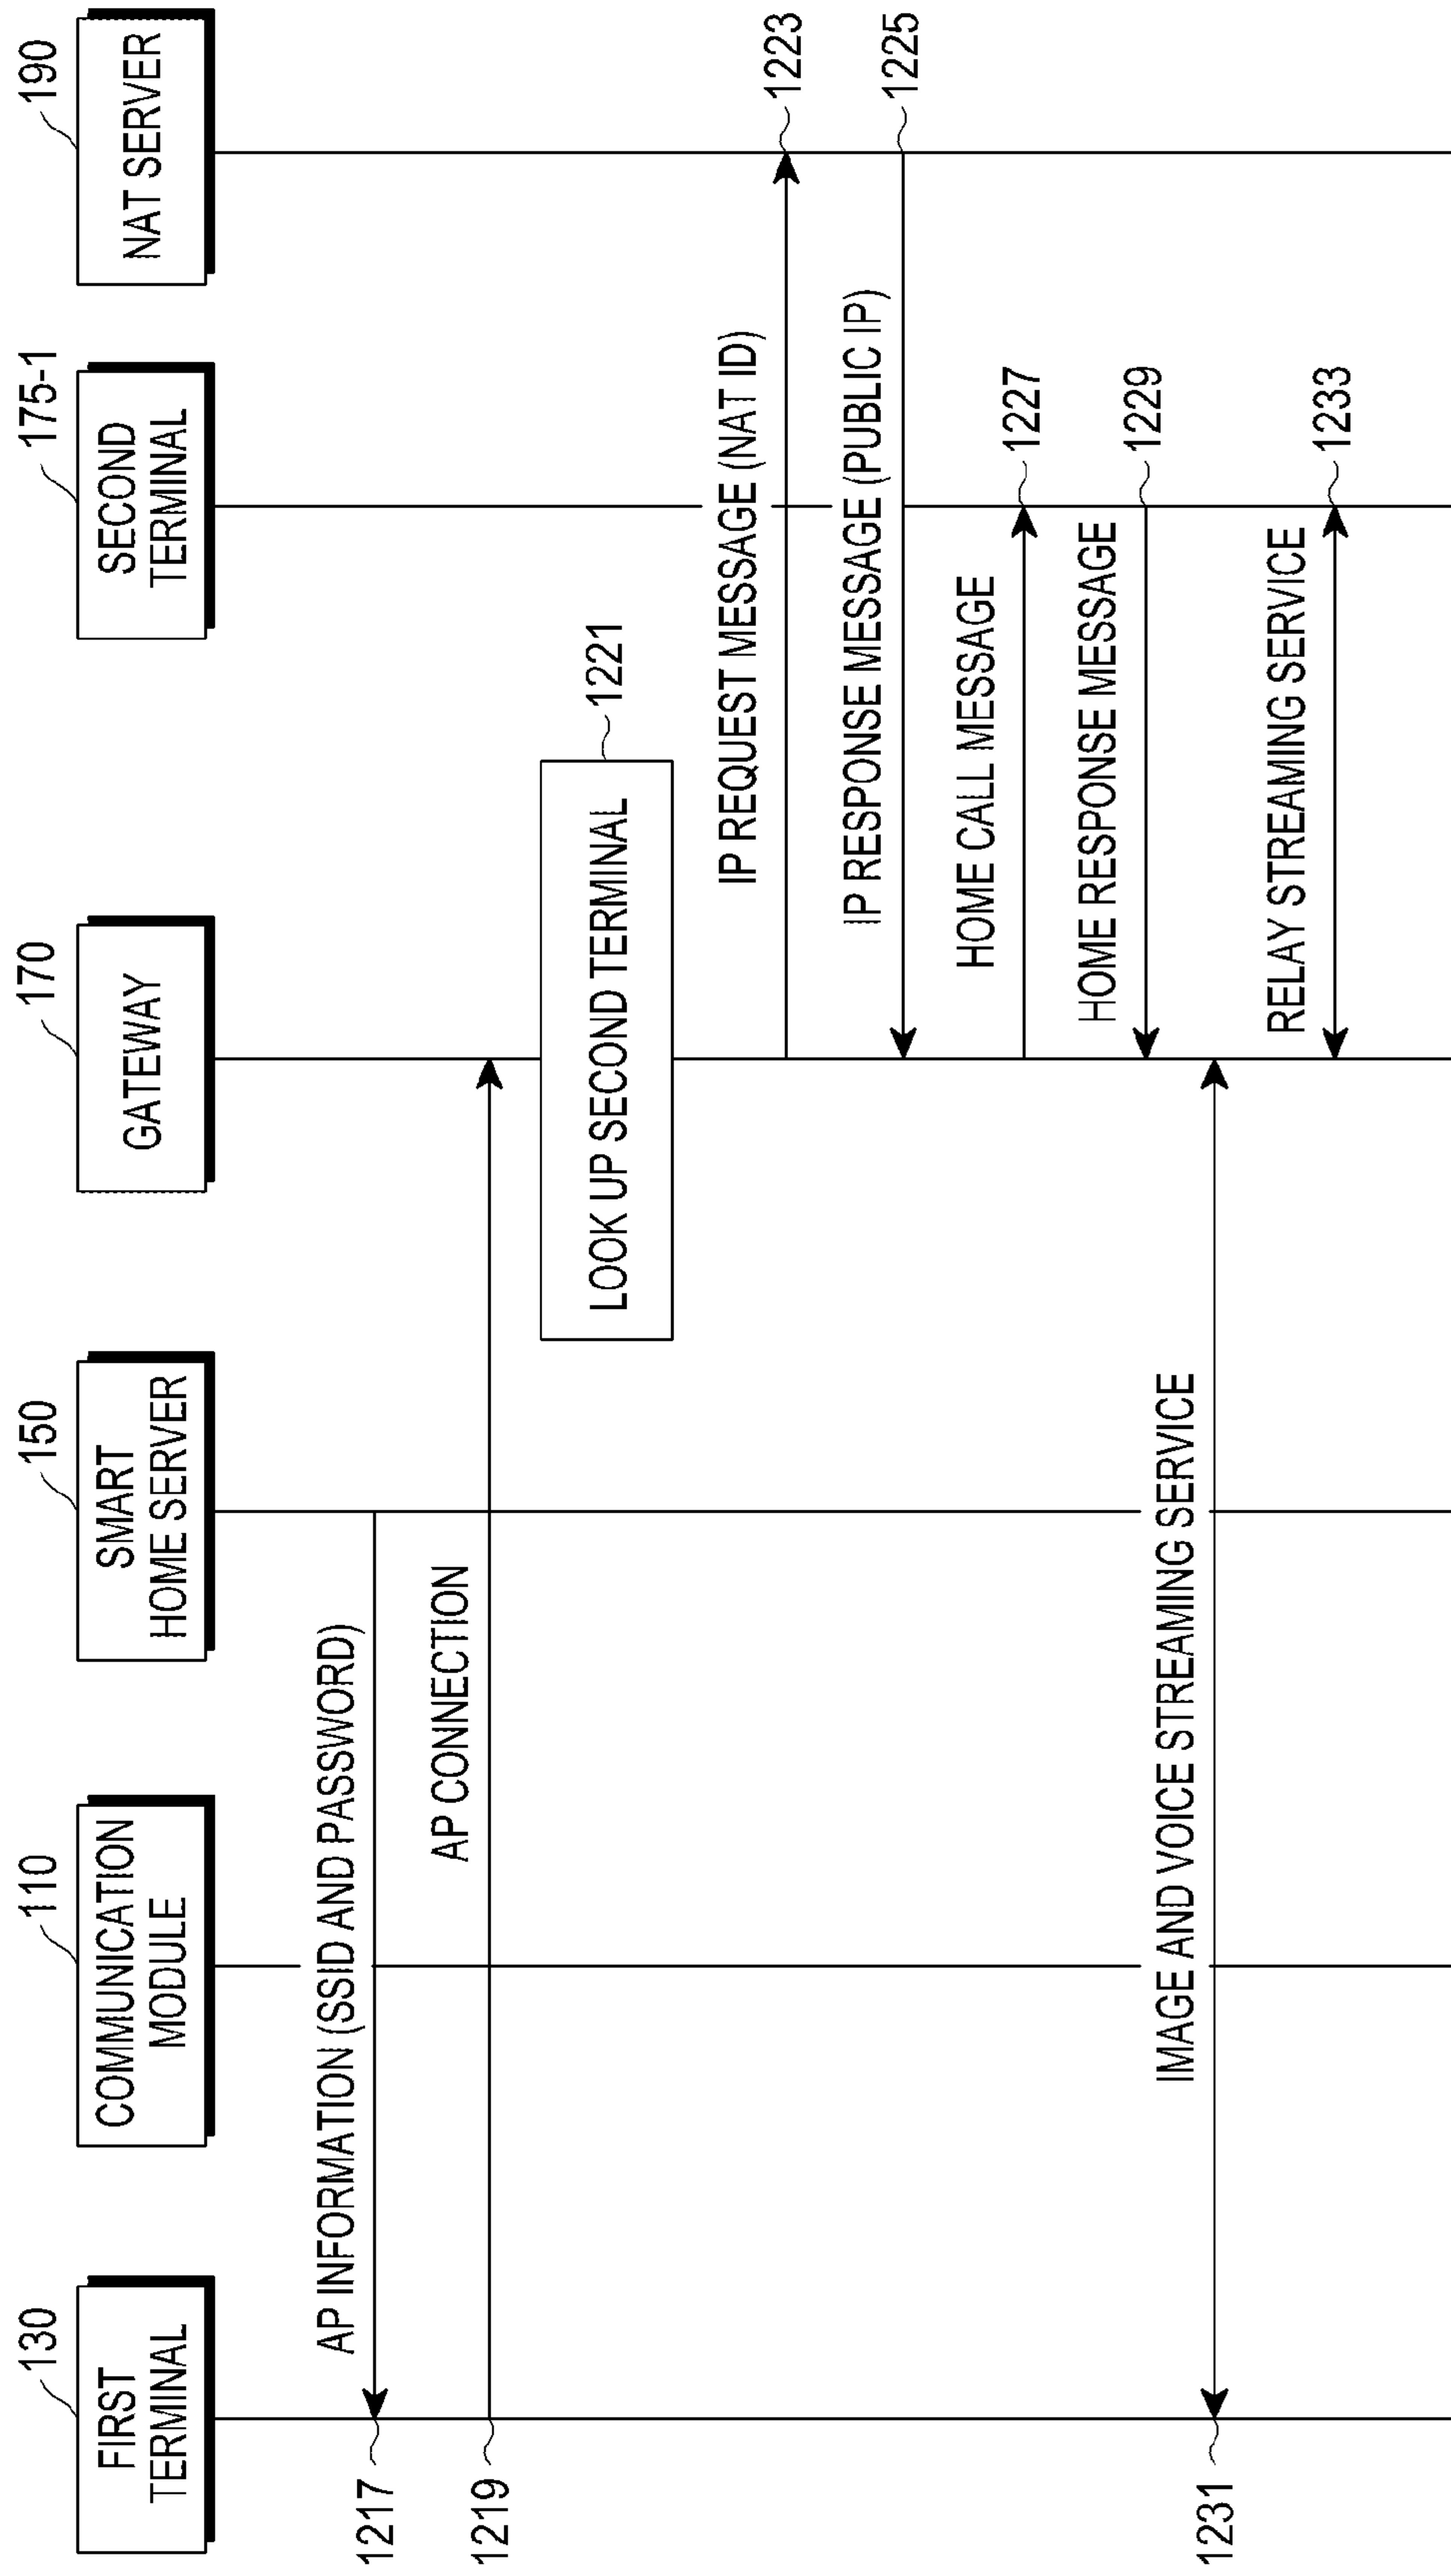 130
FIRST
TERMINAL
110
COMMUNICATION
MODULE
150
SMART
HOME SERVER
170
GATEWAY
175-1
SECOND
TERMINAL
190
NAT SERVER
AP INFORMATION (SSID AND PASSWORD)
1217
AP CONNECTION
1219
LOOK UP SECOND TERMINAL
1221
IP REQUEST MESSAGE (NAT ID)
1223
IP RESPONSE MESSAGE (PUBLIC IP)
1225
HOME CALL MESSAGE
1227
HOME RESPONSE MESSAGE
1229
IMAGE AND VOICE STREAMING SERVICE
1231
RELAY STREAMING SERVICE
1233